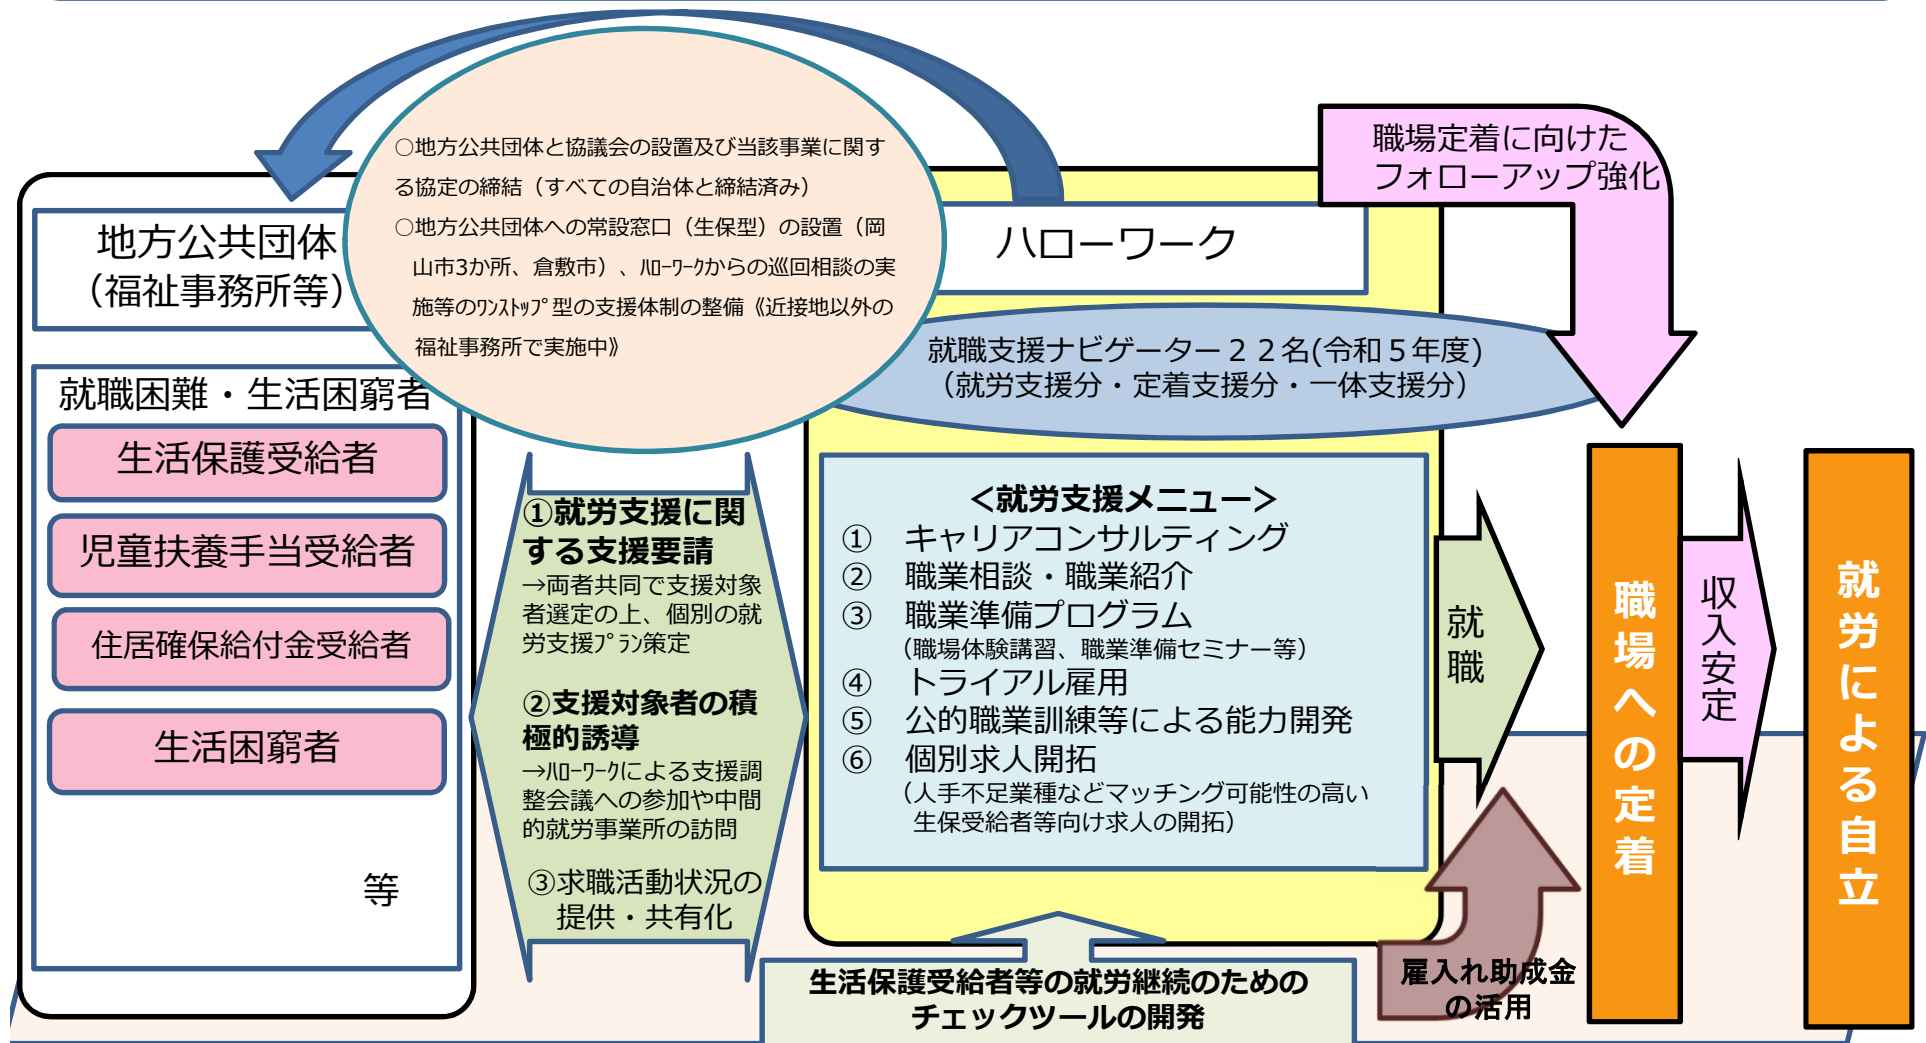 ○地方公共団体と協議会の設置及び当該事業に関す
る協定の締結（すべての自治体と締結済み）
○地方公共団体への常設窓口（生保型）の設置（岡
山市3か所、倉敷市）、ﾊﾛｰﾜｰｸからの巡回相談の実
施等のﾜﾝｽﾄｯﾌﾟ型の支援体制の整備《近接地以外の
福祉事務所で実施中》
地方公共団体
（福祉事務所等）
就職困難・生活困窮者
生活保護受給者
児童扶養手当受給者
住居確保給付金受給者
生活困窮者
等
①就労支援に関
する支援要請
→両者共同で支援対象
者選定の上、個別の就
労支援ﾌﾟﾗﾝ策定
②支援対象者の積
極的誘導
→ﾊﾛｰﾜｰｸによる支援調
整会議への参加や中間
的就労事業所の訪問
③求職活動状況の
提供・共有化
ハローワーク
就職支援ナビゲーター２２名(令和５年度)
（就労支援分・定着支援分・一体支援分）
＜就労支援メニュー＞
①　キャリアコンサルティング
②　職業相談・職業紹介
③　職業準備プログラム
（職場体験講習、職業準備セミナー等）
④　トライアル雇用
⑤　公的職業訓練等による能力開発
⑥　個別求人開拓
（人手不足業種などマッチング可能性の高い
生保受給者等向け求人の開拓）
生活保護受給者等の就労継続のための
チェックツールの開発
職場定着に向けた
フォローアップ強化
就職
雇入れ助成金
の活用
職場への定着
収入安定
就労による自立